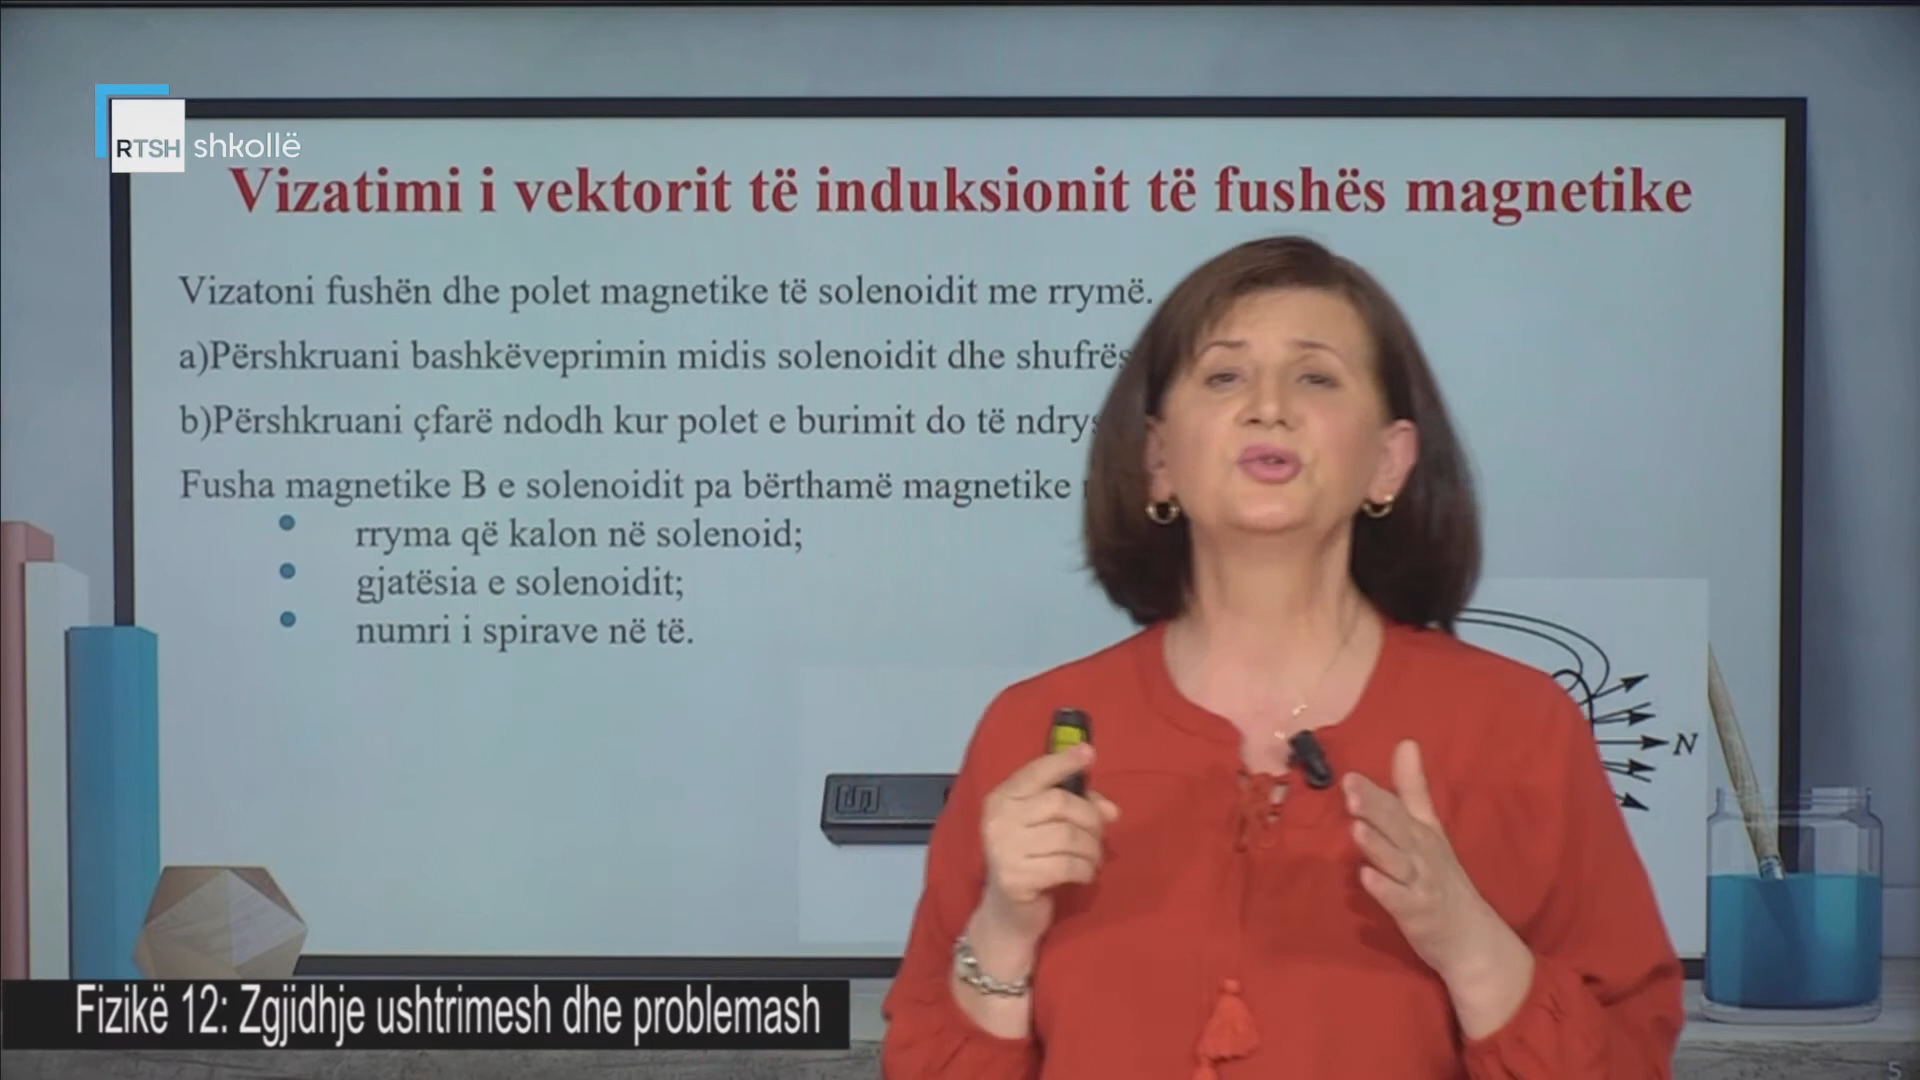 RTSH shkollë
Vizatimi i vektorit të induksionit të fushës magnetike
Vizatoni fushën dhe polet magnetike të solenoidit me rrymë.
a)Përshkruani bashkëveprimin midis solenoidit dhe shufrës
b)Përshkruani çfarë ndodh kur polet e burimit do të
Fusha magnetike B e solenoidit pa bërthamë magnetike
rryma që kalon në solenoid;
gjatësia e solenoidit;
numri i spirave në të.
N
Fizikë 12: Zgjidhje ushtrimesh dhe problemash
5